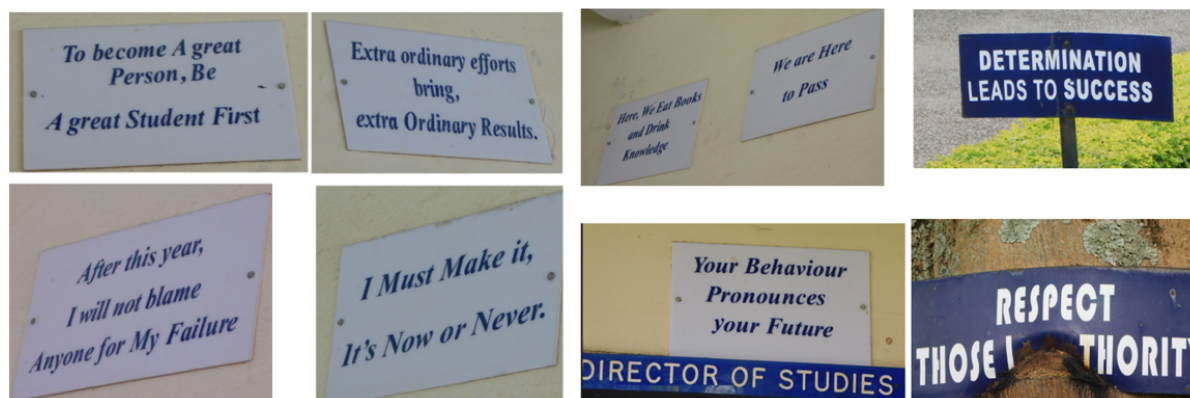 To become A great
Person, Be
A great Student First
Extra ordinary efforts
bring,
extra Ordinary Results.
Here, We Eat Books
and Drink
Knowledge
We are Here
to Pass
DETERMINATION
LEADS TO SUCCESS
After this year,
I will not blame
Anyone for My Failure
I Must Make it,
It's Now or Never.
Your Behaviour
Pronounces
your Future
DIRECTOR OF STUDIES
RESPECT
THOSE